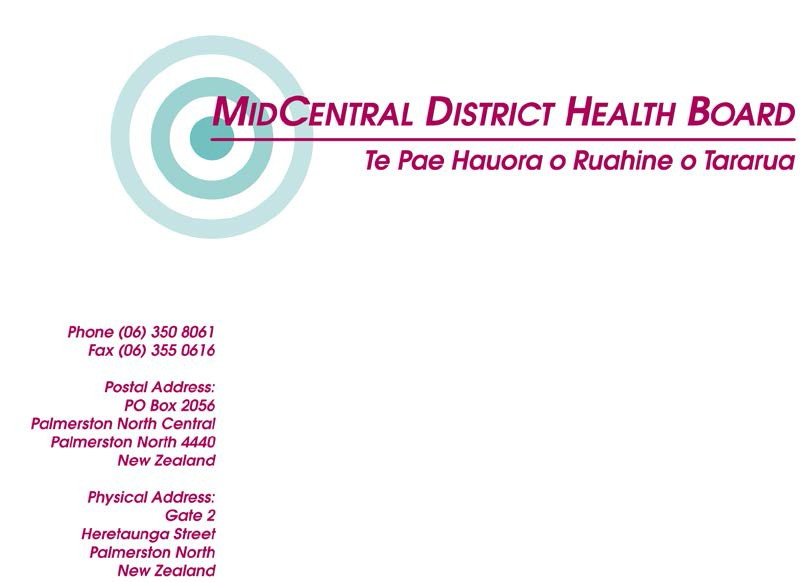 MIDCENTRAL DISTRICT HEALTH BOARD
Te Pae Hauora o Ruahine o Tararua
Phone (06) 350 8061
Fax (06) 355 0616
Postal Address:
PO Box 2056
Palmerston North Central
Palmerston North 4440
New Zealand
Physical Address:
Gate 2
Heretaunga Street
Palmerston North
New Zealand